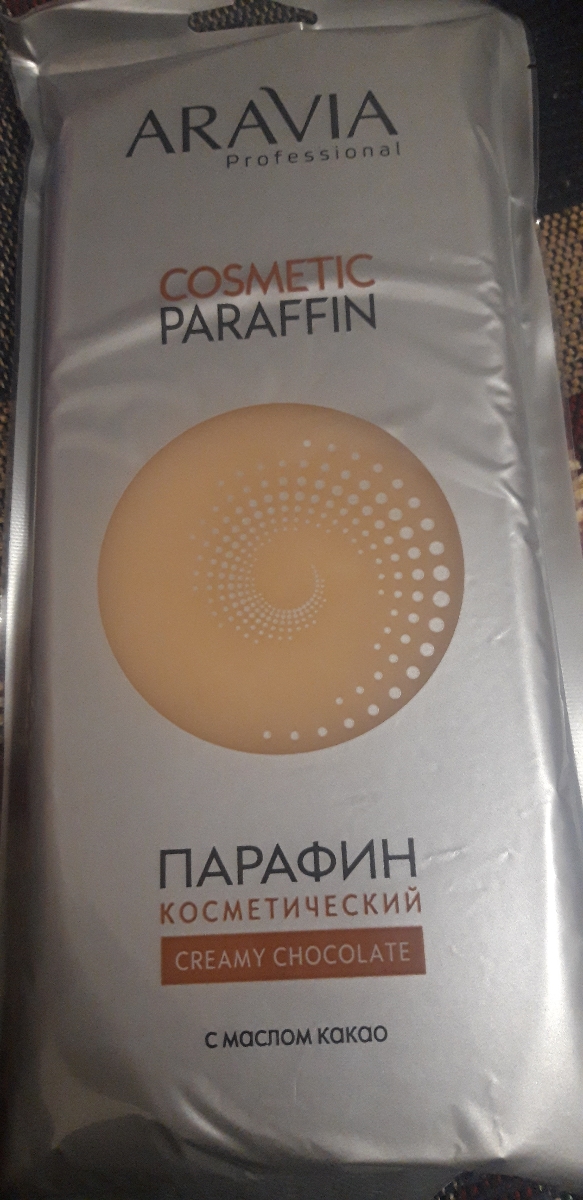 ARAVIA
Professional
COSMETIC
PARAFFIN
ПАРАФИН
КОСМЕТИЧЕСКИЙ
CREAMY CHOCOLATE
с маслом какао